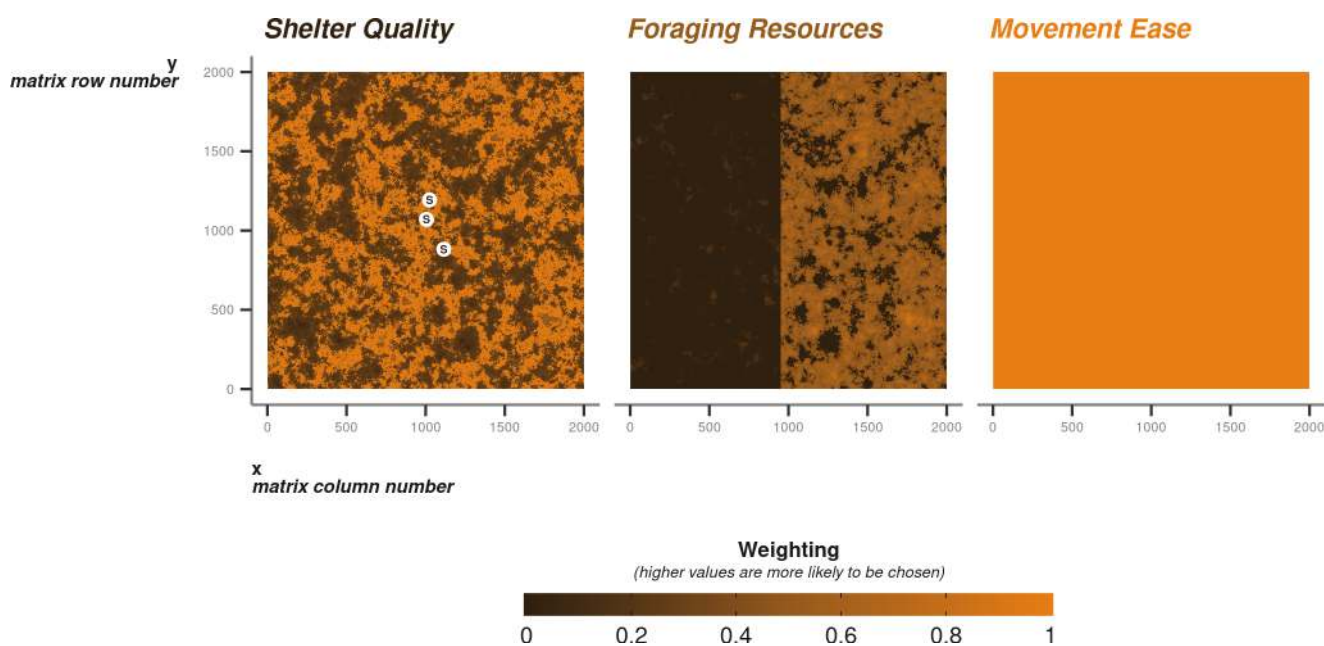 Shelter Quality
Foraging Resources
Movement Ease
y
matrix row number
2000
1500
1000
500
0
S
S
S
0 500 1000 1500 2000
0 500 1000 1500 2000
0 500 1000 1500 2000
x
matrix column number
Weighting
(higher values are more likely to be chosen)
0 0.2 0.4 0.6 0.8 1